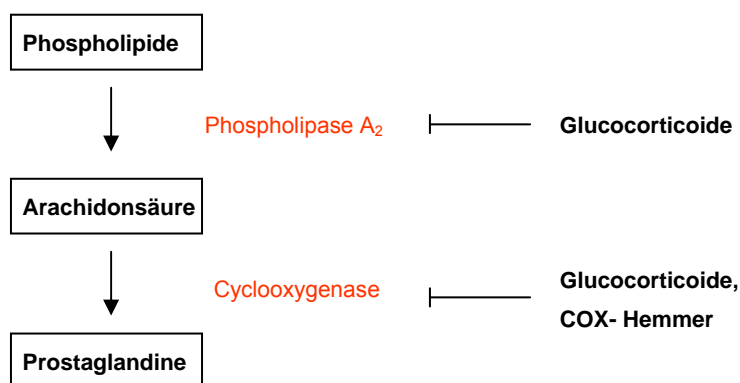 Phospholipide
Phospholipase A₂
Glucocorticoide
Arachidonsäure
Cyclooxygenase
Glucocorticoide,
COX- Hemmer
Prostaglandine